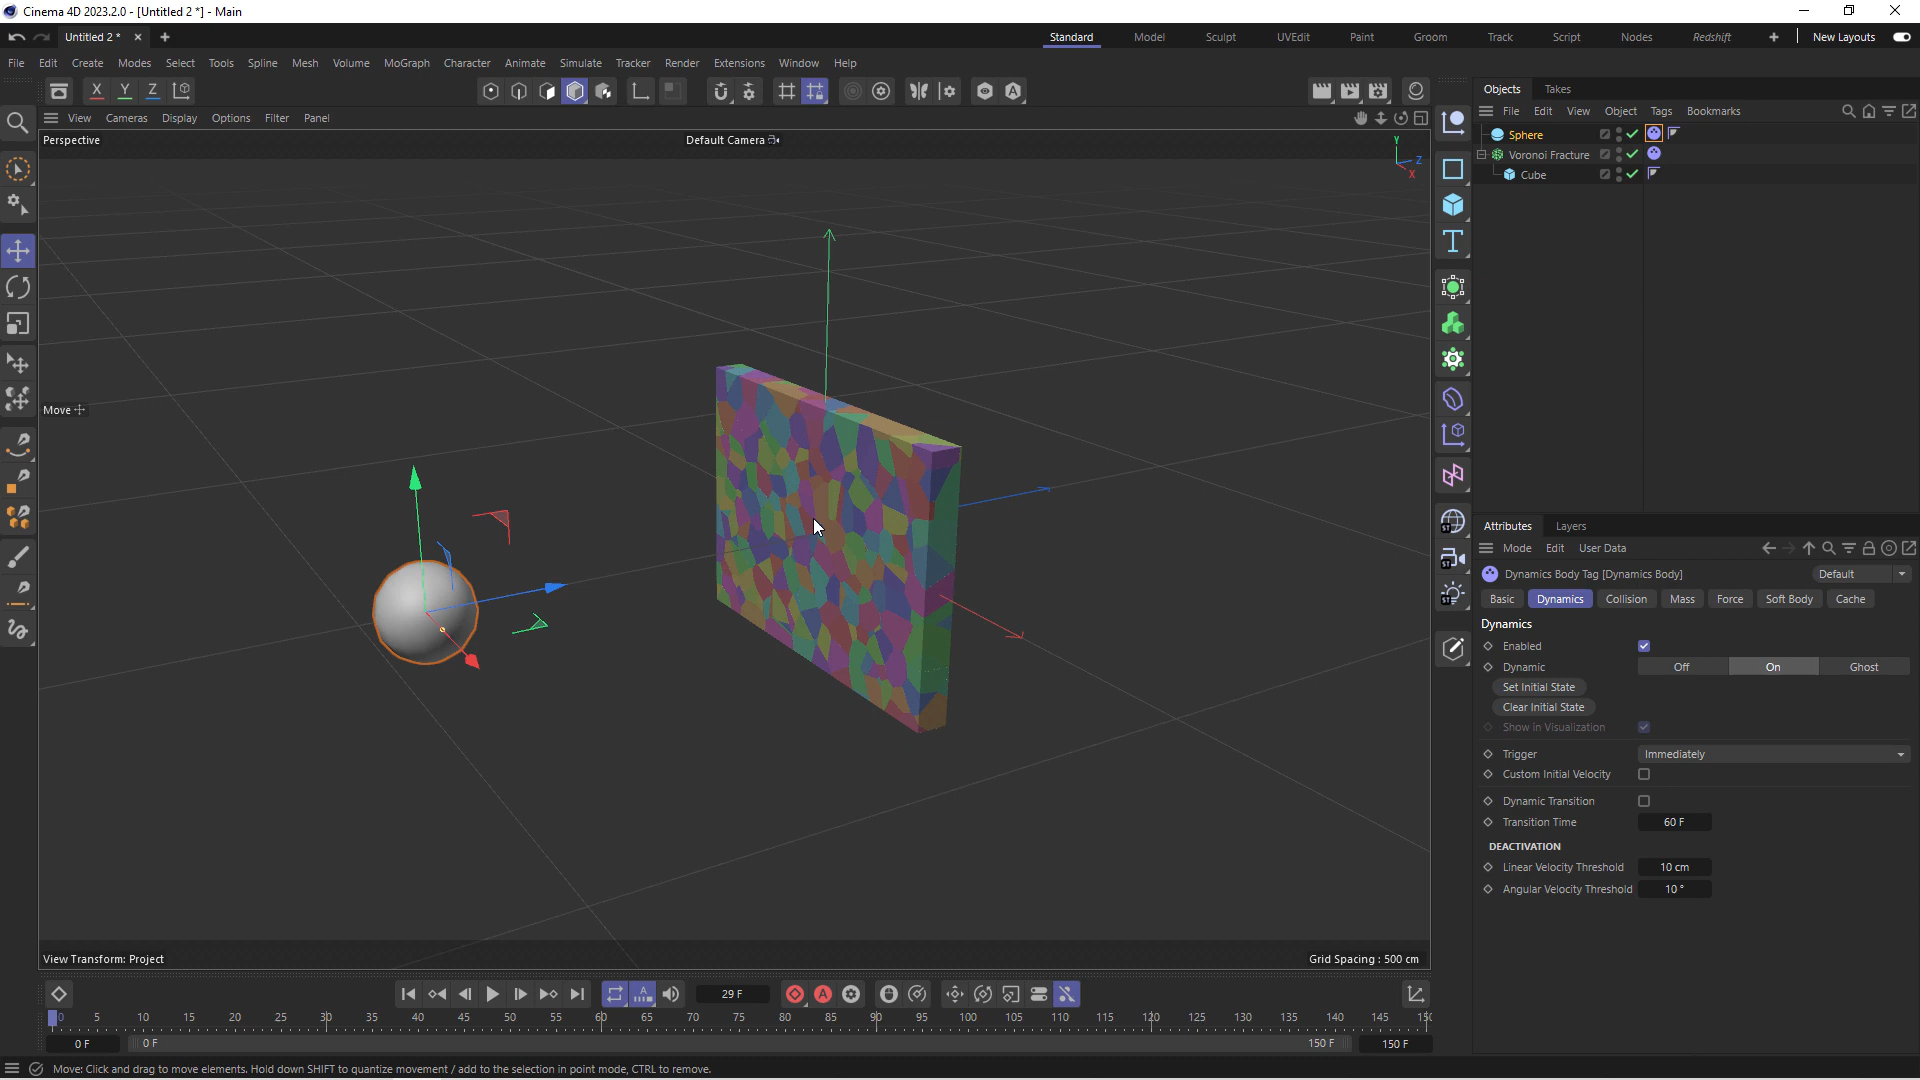 Cinema 4D 2023.2.0 - [Untitled 2 *] - Main
Untitled 2 *
Standard Model Sculpt UVEdit Paint Groom Track Script Nodes Redshift New Layouts
File Edit Create Modes Select Tools Spline Mesh Volume MoGraph Character Animate Simulate Tracker Render Extensions Window Help
X Y Z
Objects Takes
View Cameras Display Options Filter Panel
File Edit View Object Tags Bookmarks
Perspective
Default Camera
Y
Z
X
Sphere
Voronoi Fracture
Cube
Move
Attributes Layers
Mode Edit User Data
Dynamics Body Tag [Dynamics Body]
Default
Basic Dynamics Collision Mass Force Soft Body Cache
Dynamics
Enabled
Dynamic Off On Ghost
Set Initial State
Clear Initial State
Show in Visualization
Trigger Immediately
Custom Initial Velocity
Dynamic Transition
Transition Time 60 F
DEACTIVATION
Linear Velocity Threshold 10 cm
Angular Velocity Threshold 10 °
View Transform: Project
Grid Spacing : 500 cm
29 F
0 5 10 15 20 25 30 35 40 45 50 55 60 65 70 75 80 85 90 95 100 105 110 115 120 125 130 135 140 145
0 F 0 F 150 F 150 F
Move: Click and drag to move elements. Hold down SHIFT to quantize movement / add to the selection in point mode, CTRL to remove.